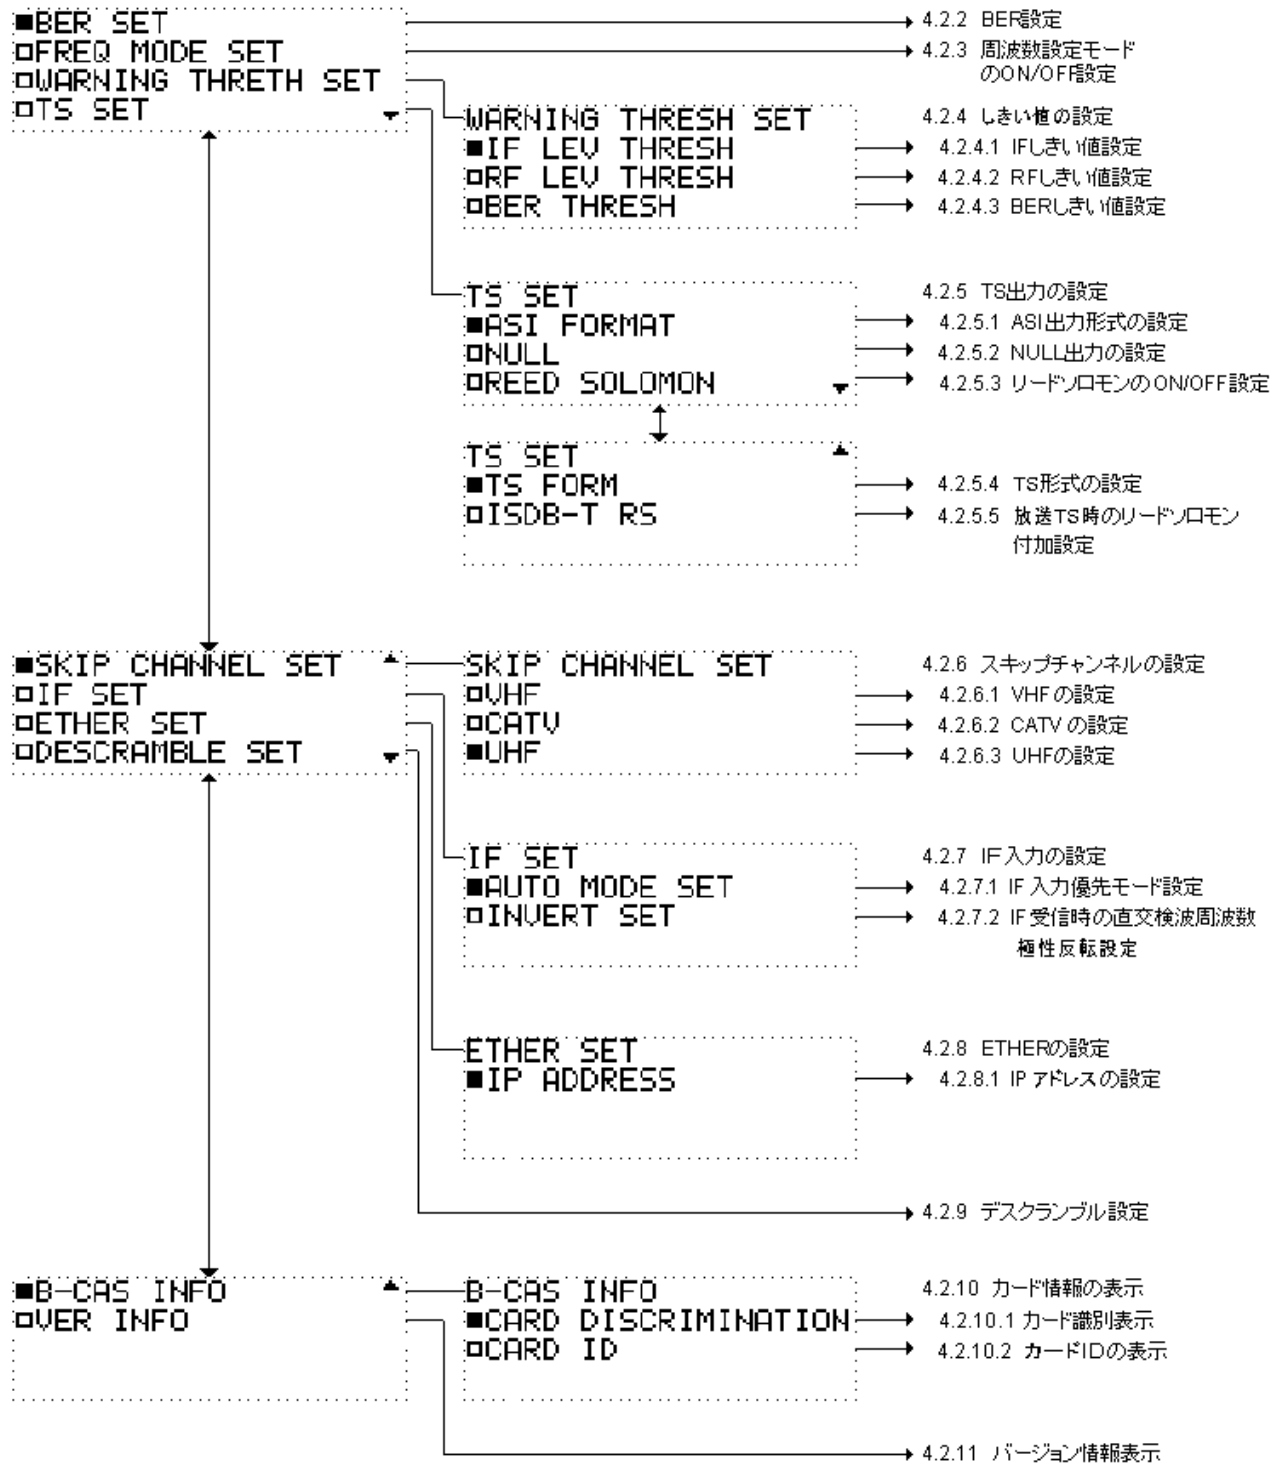 ■BER SET
□FREQ MODE SET
□WARNING THRETH SET
□TS SET
4.2.2 BER設定
4.2.3 周波数設定モード
のON/OFF設定
WARNING THRESH SET
■IF LEV THRESH
□RF LEV THRESH
□BER THRESH
4.2.4 しきい値の設定
4.2.4.1 IFしきい値設定
4.2.4.2 RFしきい値設定
4.2.4.3 BERしきい値設定
TS SET
■ASI FORMAT
□NULL
□REED SOLOMON
4.2.5 TS出力の設定
4.2.5.1 ASI出力形式の設定
4.2.5.2 NULL出力の設定
4.2.5.3 リードソロモンのON/OFF設定
TS SET
■TS FORM
□ISDB-T RS
4.2.5.4 TS形式の設定
4.2.5.5 放送TS時のリードソロモン
付加設定
■SKIP CHANNEL SET
□IF SET
□ETHER SET
□DESCRAMBLE SET
SKIP CHANNEL SET
□VHF
□CATV
■UHF
4.2.6 スキップチャンネルの設定
4.2.6.1 VHFの設定
4.2.6.2 CATVの設定
4.2.6.3 UHFの設定
IF SET
■AUTO MODE SET
□INVERT SET
4.2.7 IF入力の設定
4.2.7.1 IF入力優先モード設定
4.2.7.2 IF受信時の直交検波周波数
極性反転設定
ETHER SET
■IP ADDRESS
4.2.8 ETHERの設定
4.2.8.1 IPアドレスの設定
4.2.9 デスクランブル設定
■B-CAS INFO
□VER INFO
B-CAS INFO
■CARD DISCRIMINATION
□CARD ID
4.2.10 カード情報の表示
4.2.10.1 カード識別表示
4.2.10.2 カードIDの表示
4.2.11 バージョン情報表示